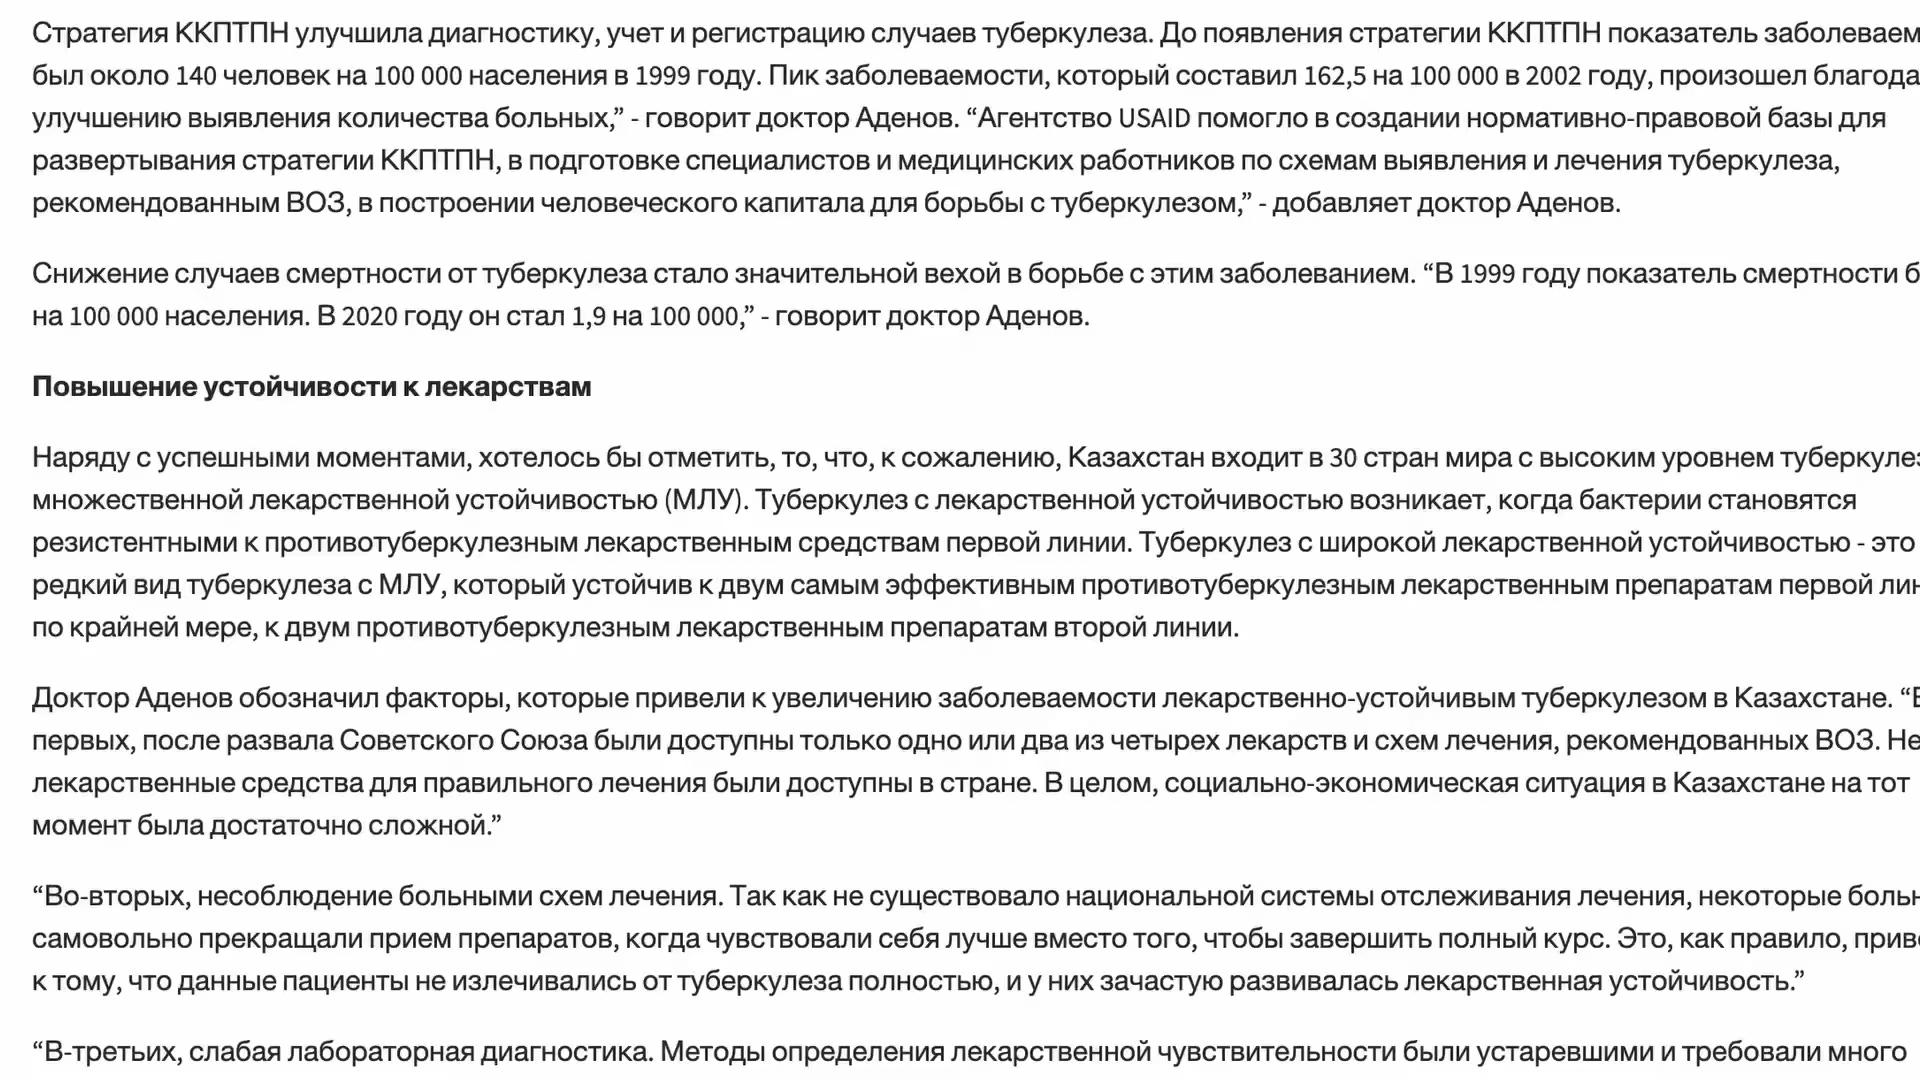 Стратегия ККПТПН улучшила диагностику, учет и регистрацию случаев туберкулеза. До появления стратегии ККПТПН показатель
был около 140 человек на 100 000 населения в 1999 году. Пик заболеваемости, который составил 162,5 на 100 000 в 2002 году, произошел
улучшению выявления количества больных,” - говорит доктор Аденов. “Агентство USAID помогло в создании нормативно-правовой базы для
развертывания стратегии ККПТПН, в подготовке специалистов и медицинских работников по схемам выявления и лечения туберкулеза,
рекомендованным ВОЗ, в построении человеческого капитала для борьбы с туберкулезом,” - добавляет доктор Аденов.
Снижение случаев смертности от туберкулеза стало значительной вехой в борьбе с этим заболеванием. “В 1999 году показатель смертности
на 100 000 населения. В 2020 году он стал 1,9 на 100 000,” - говорит доктор Аденов.
Повышение устойчивости к лекарствам
Наряду с успешными моментами, хотелось бы отметить, то, что, к сожалению, Казахстан входит в 30 стран мира с высоким уровнем
множественной лекарственной устойчивостью (МЛУ). Туберкулез с лекарственной устойчивостью возникает, когда бактерии становятся
резистентными к противотуберкулезным лекарственным средствам первой линии. Туберкулез с широкой лекарственной устойчивостью - это
редкий вид туберкулеза с МЛУ, который устойчив к двум самым эффективным противотуберкулезным лекарственным препаратам первой
по крайней мере, к двум противотуберкулезным лекарственным препаратам второй линии.
Доктор Аденов обозначил факторы, которые привели к увеличению заболеваемости лекарственно-устойчивым туберкулезом в Казахстане.
первых, после развала Советского Союза были доступны только одно или два из четырех лекарств и схем лечения, рекомендованных ВОЗ.
лекарственные средства для правильного лечения были доступны в стране. В целом, социально-экономическая ситуация в Казахстане на тот
момент была достаточно сложной.”
“Во-вторых, несоблюдение больными схем лечения. Так как не существовало национальной системы отслеживания лечения, некоторые
самовольно прекращали прием препаратов, когда чувствовали себя лучше вместо того, чтобы завершить полный курс. Это, как правило,
к тому, что данные пациенты не излечивались от туберкулеза полностью, и у них зачастую развивалась лекарственная устойчивость.”
“В-третьих, слабая лабораторная диагностика. Методы определения лекарственной чувствительности были устаревшими и требовали много